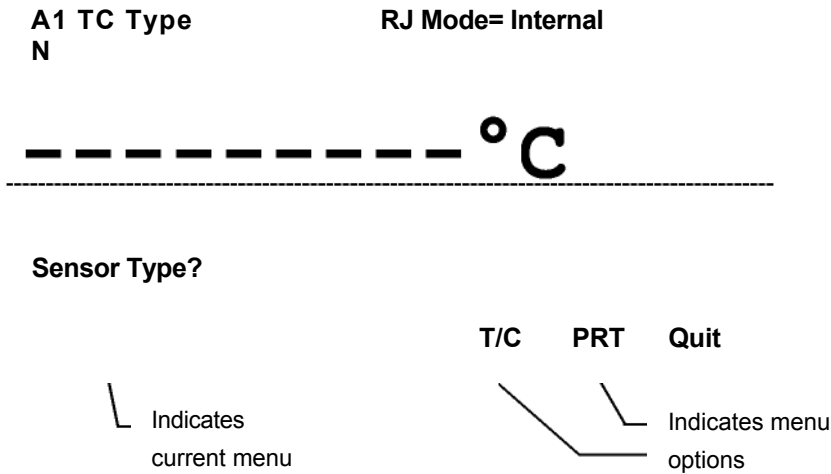 A1 TC Type RJ Mode= Internal
N
---------°C
Sensor Type?
T/C PRT Quit
Indicates
current menu
Indicates menu
options